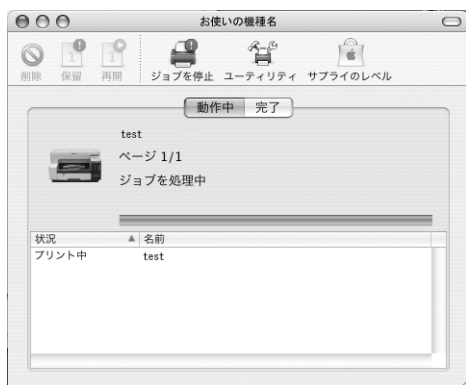 お使いの機種名
削除 保留 再開 ジョブを停止 ユーティリティ サプライのレベル
動作中 完了
test
ページ 1/1
ジョブを処理中
状況 名前
プリント中 test